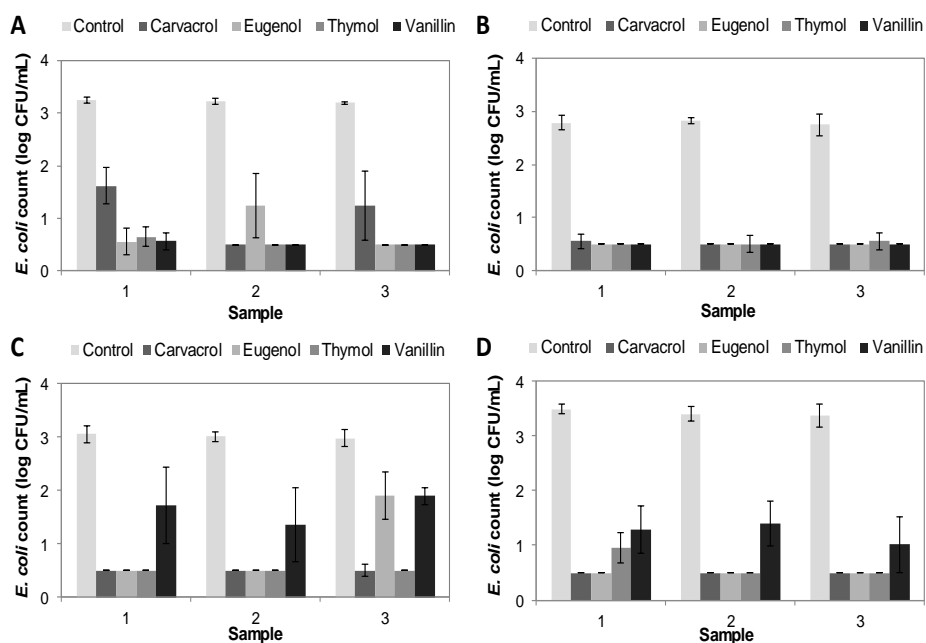 A Control Carvacrol Eugenol Thymol Vanillin
E. coli count (log CFU/mL)
4
3
2
1
0
1 2 3
Sample
B Control Carvacrol Eugenol Thymol Vanillin
E. coli count (log CFU/mL)
4
3
2
1
0
1 2 3
Sample
C Control Carvacrol Eugenol Thymol Vanillin
E. coli count (log CFU/mL)
4
3
2
1
0
1 2 3
Sample
D Control Carvacrol Eugenol Thymol Vanillin
E. coli count (log CFU/mL)
4
3
2
1
0
1 2 3
Sample